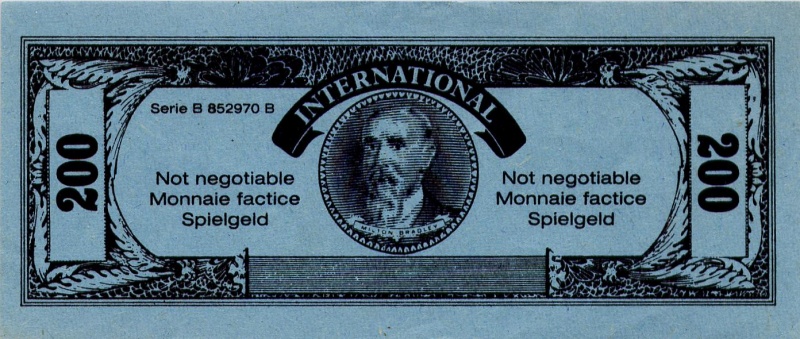 INTERNATIONAL
Serie B 852970 B
200
Not negotiable
Monnaie factice
Spielgeld
MILTON BRADLEY
Not negotiable
Monnaie factice
Spielgeld
200